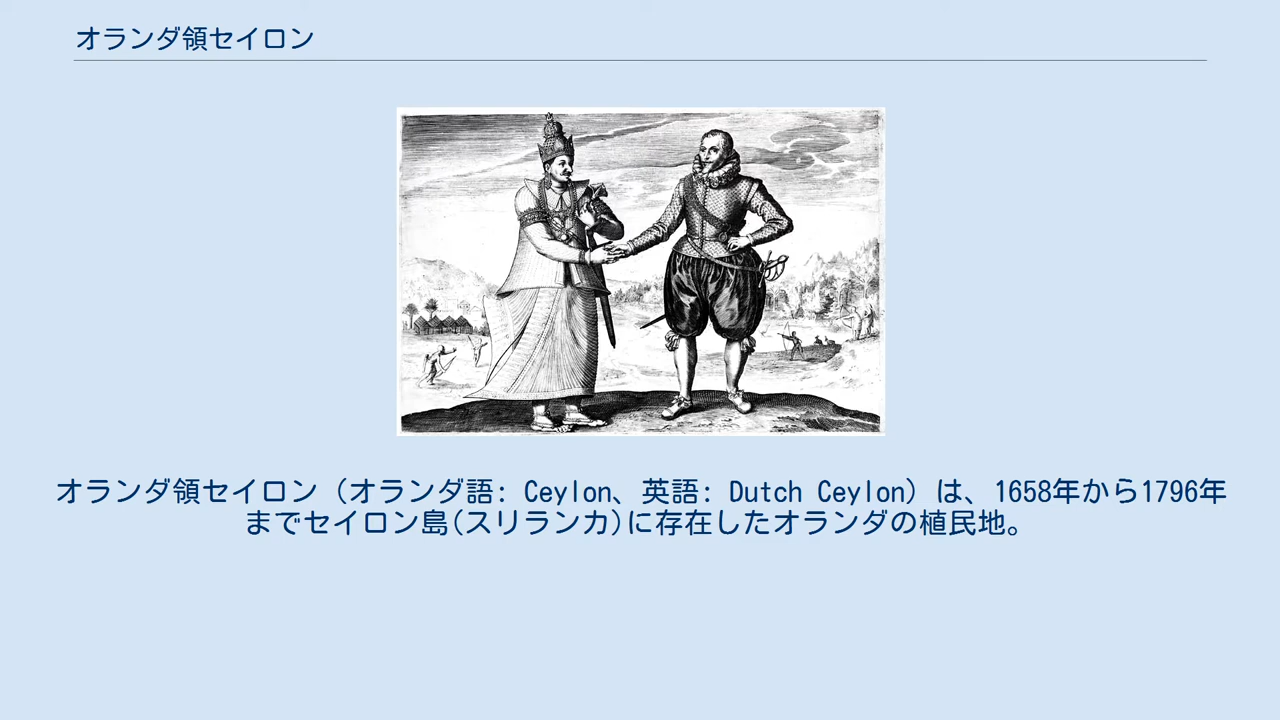 オランダ領セイロン
オランダ領セイロン（オランダ語: Ceylon、英語: Dutch Ceylon）は、1658年から1796年
までセイロン島(スリランカ)に存在したオランダの植民地。